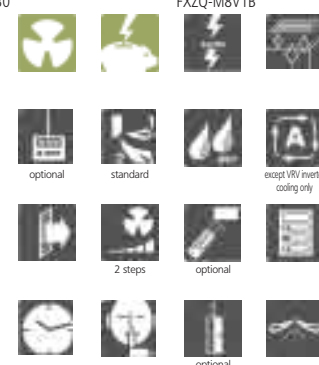 FXZQ-M8V1B
optional
standard
A
except VRV inverter
cooling only
2 steps
optional
optional